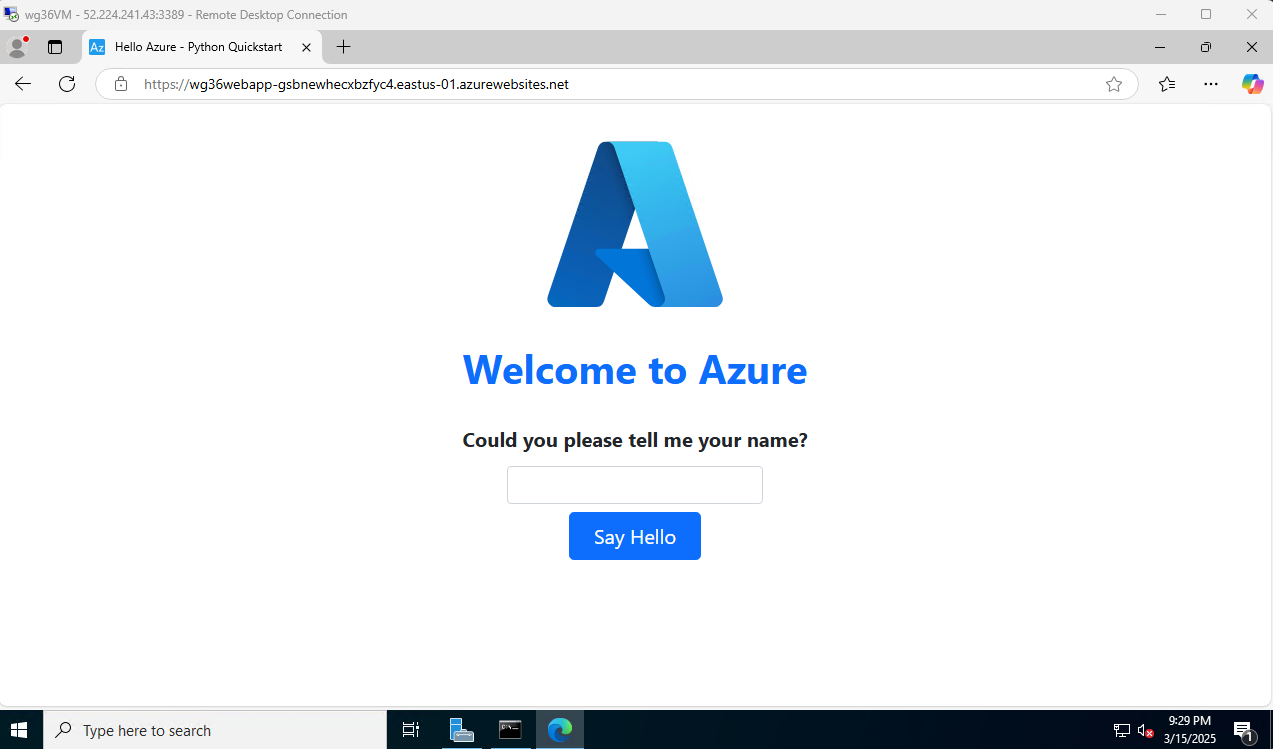 wg36VM - 52.224.241.43:3389 - Remote Desktop Connection
Az Hello Azure - Python Quickstart
https://wg36webapp-gsbnewhecxbzfyc4.eastus-01.azurewebsites.net
Welcome to Azure
Could you please tell me your name?
Say Hello
Type here to search
9:29 PM
3/15/2025
1